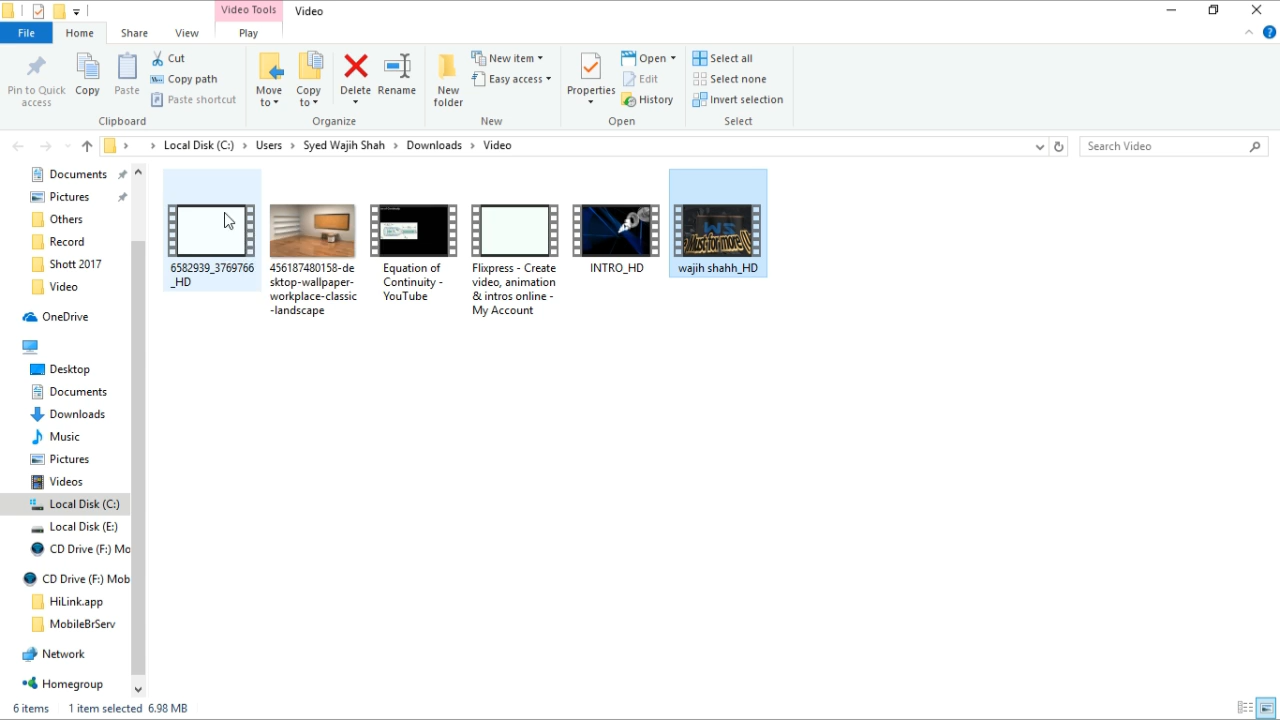 Video Tools
Video
File
Home
Share
View
Play
Pin to Quick access
Copy
Paste
Cut
Copy path
Paste shortcut
Clipboard
Move to
Copy to
Delete
Rename
Organize
New folder
New item
Easy access
New
Properties
Open
Edit
History
Open
Select all
Select none
Invert selection
Select
Local Disk (C:)
Users
Syed Wajih Shah
Downloads
Video
Search Video
Documents
Pictures
Others
Record
Shott 2017
Video
OneDrive
Desktop
Documents
Downloads
Music
Pictures
Videos
Local Disk (C:)
Local Disk (E:)
CD Drive (F:) Mo
CD Drive (F:) Mob
HiLink.app
MobileBrServ
Network
Homegroup
6582939_3769766
_HD
456187480158-de
sktop-wallpaper-
workplace-classic
-landscape
Equation of
Continuity -
YouTube
Flixpress - Create
video, animation
& intros online -
My Account
INTRO_HD
WZ
Must for more
wajih shahh_HD
6 items
1 item selected 6.98 MB